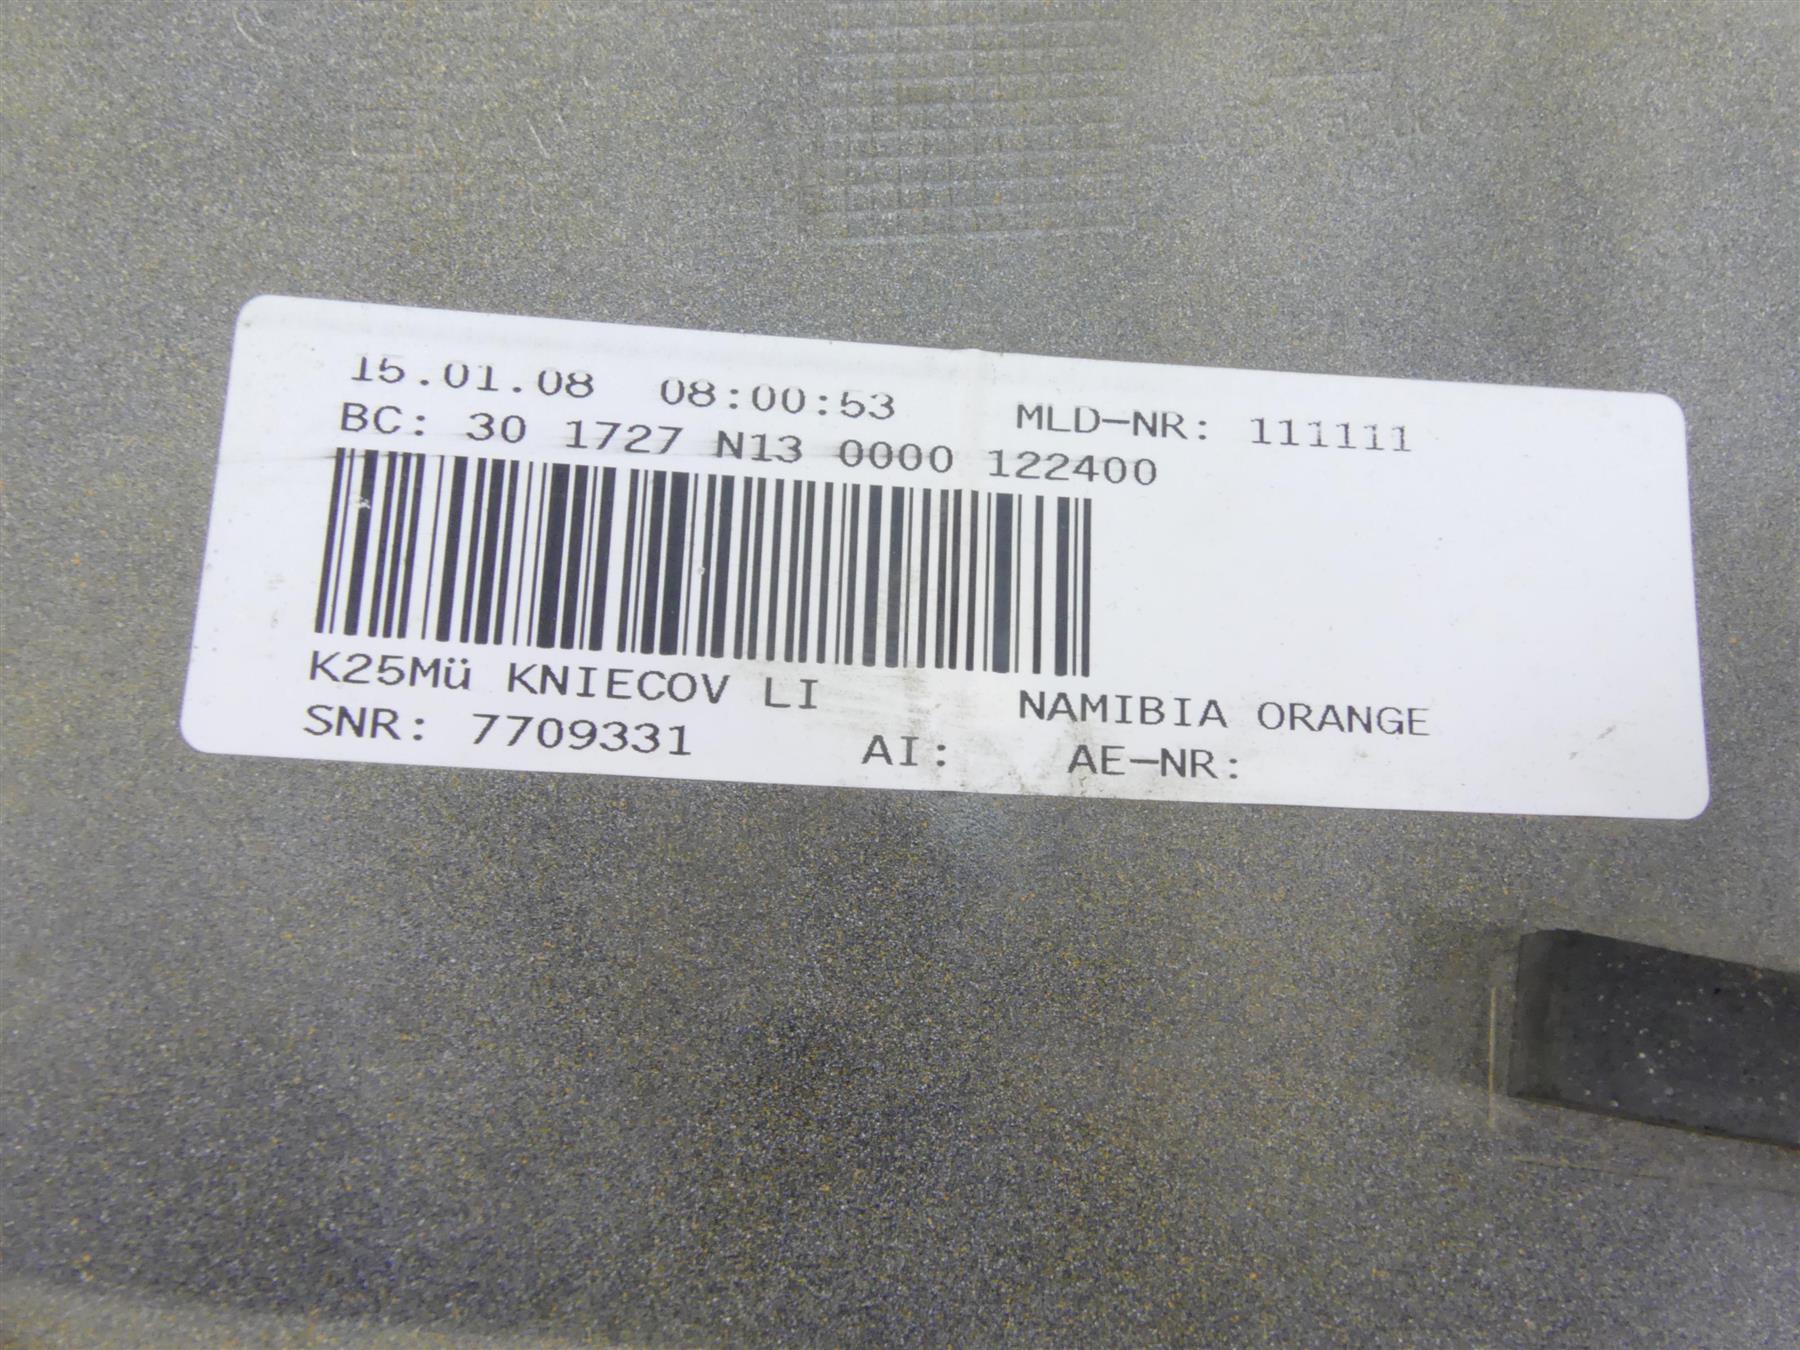 15.01.08 08:00:53 MLD-NR: 111111
BC: 30 1727 N13 0000 122400
K25Mü KNIECOV LI NAMIBIA ORANGE
SNR: 7709331 AI: AE-NR: